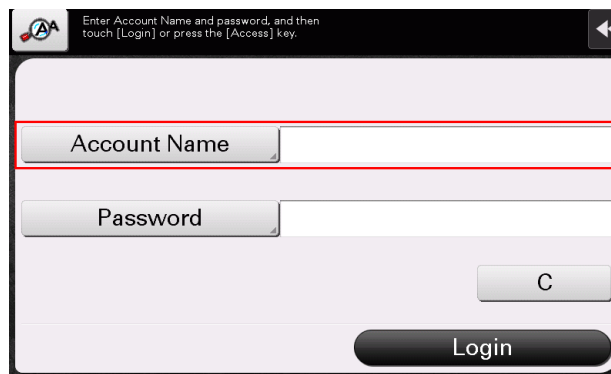 Enter Account Name and password, and then
touch [Login] or press the [Access] key.
Account Name
Password
C
Login